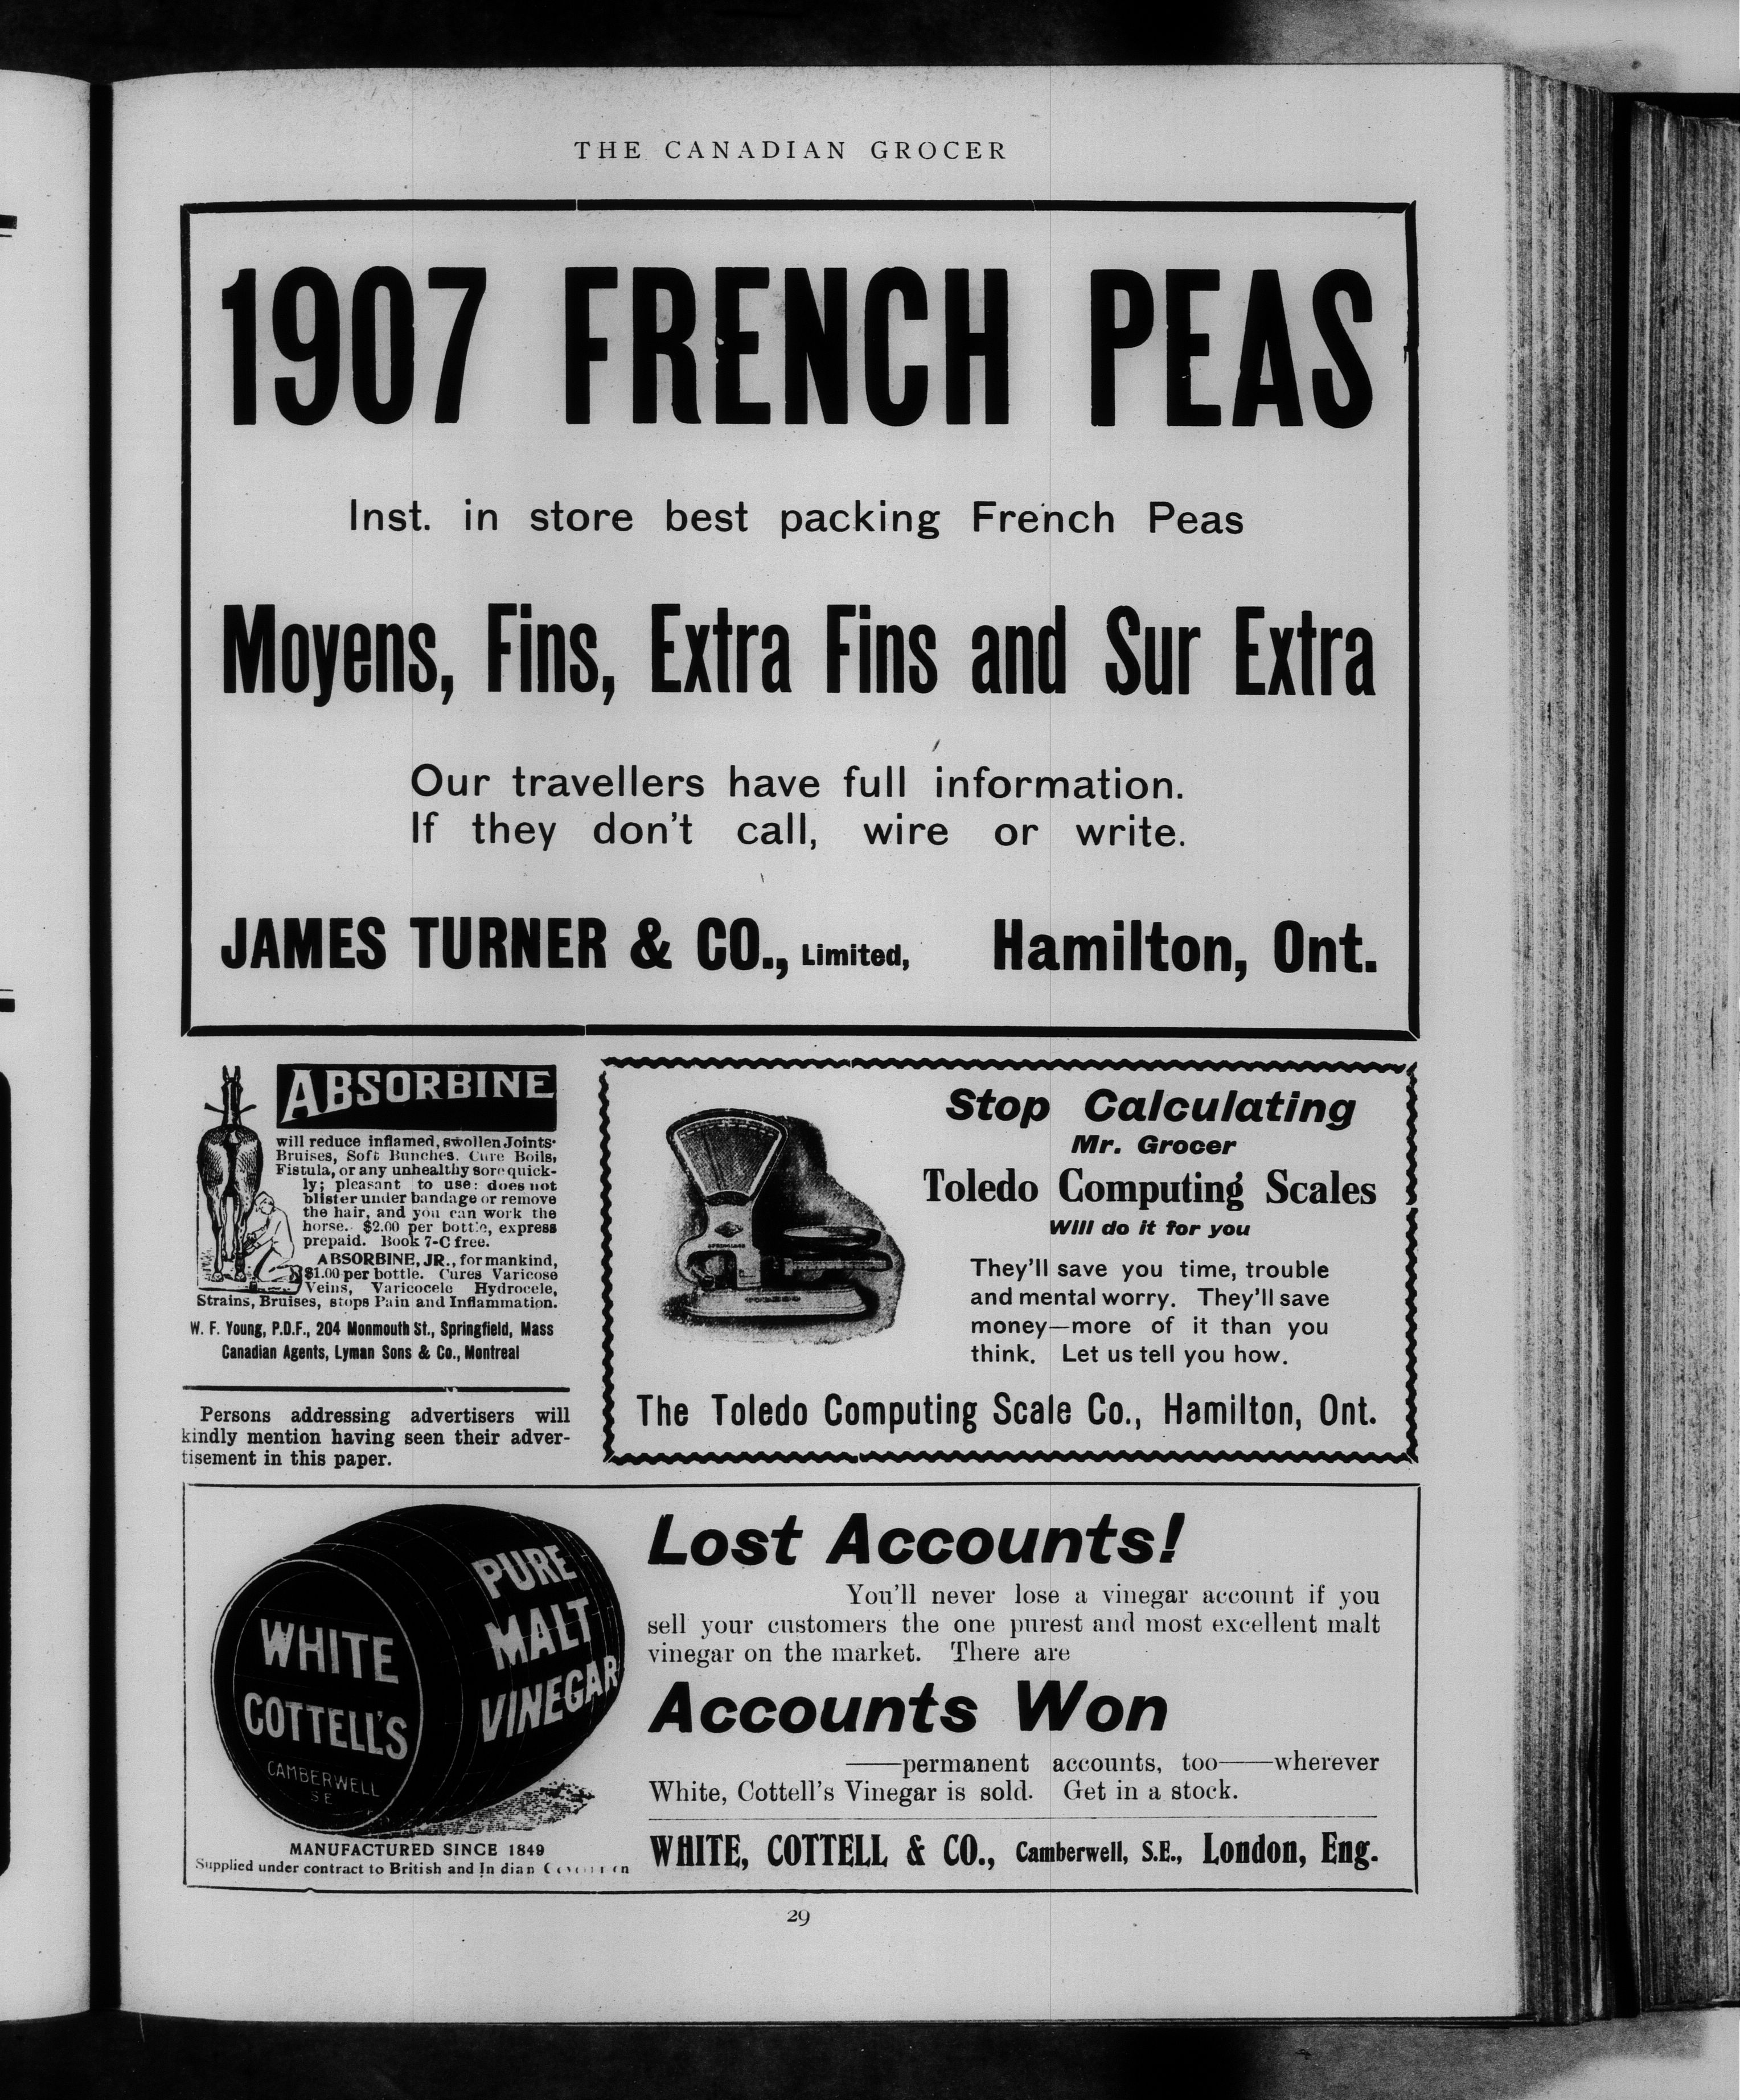 THE CANADIAN GROCER
1907 FRENCH PEAS
Inst. in store best packing French Peas
Moyens, Fins, Extra Fins and Sur Extra
Our travellers have full information.
If they don't call, wire or write.
JAMES TURNER & CO., Limited, Hamilton, Ont.
ABSORBINE
will reduce inflamed, swollen Joints.
Bruises, Soft Bunches. Cure Boils,
Fistula, or any unhealthy sore quick-
ly; pleasant to use: does not
blister under bandage or remove
the hair, and you can work the
horse. $2.00 per bottle, express
prepaid. Book 7-C free.
ABSORBINE, JR., for mankind,
$1.00 per bottle. Cures Varicose
Veins, Varicocele Hydrocele,
Strains, Bruises, stops Pain and Inflammation.
W. F. Young, P.D.F., 204 Monmouth St., Springfield, Mass
Canadian Agents, Lyman Sons & Co., Montreal
Persons addressing advertisers will
kindly mention having seen their adver-
tisement in this paper.
Stop Calculating
Mr. Grocer
Toledo Computing Scales
Will do it for you
They'll save you time, trouble
and mental worry. They'll save
money—more of it than you
think. Let us tell you how.
TOLEDO
The Toledo Computing Scale Co., Hamilton, Ont.
WHITE
COTTELL'S
CAMBERWELL
S E
PURE
MALT
VINEGAR
MANUFACTURED SINCE 1849
Supplied under contract to British and Indian
Lost Accounts!
You'll never lose a vinegar account if you
sell your customers the one purest and most excellent malt
vinegar on the market. There are
Accounts Won
——permanent accounts, too——wherever
White, Cottell's Vinegar is sold. Get in a stock.
WHITE, COTTELL & CO., Camberwell, S.E., London, Eng.
29